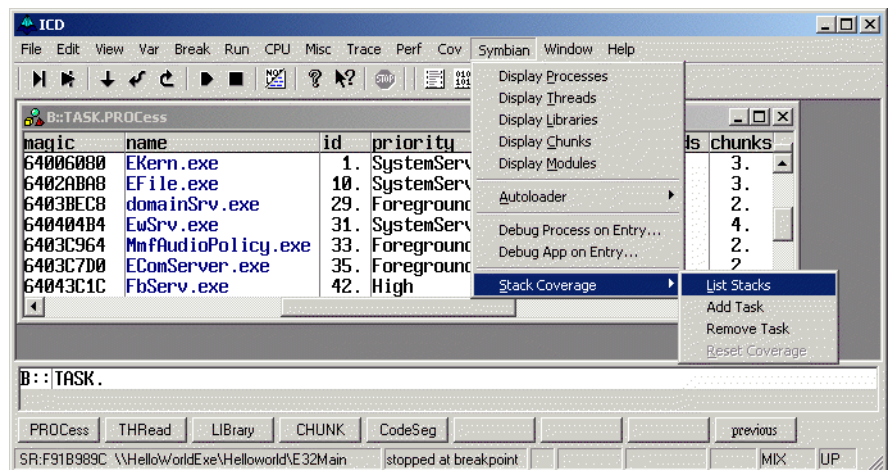 ICD
File Edit View Var Break Run CPU Misc Trace Perf Cov Symbian Window Help
Display Processes
Display Threads
Display Libraries
Display Chunks
Display Modules
Autoloader
Debug Process on Entry...
Debug App on Entry...
Stack Coverage
List Stacks
Add Task
Remove Task
Reset Coverage
B::TASK.PROCess
magic name id priority ds chunks
64006080 EKern.exe 1. SystemServ 3.
6402ABA8 EFile.exe 10. SystemServ 3.
6403BEC8 domainSrv.exe 29. Foreground 2.
640404B4 EwSrv.exe 31. SystemServ 4.
6403C964 MmfAudioPolicy.exe 33. Foreground 2.
6403C7D0 EComServer.exe 35. Foreground 2
64043C1C FbServ.exe 42. High
B::TASK.
PROCess THRead LIBrary CHUNK CodeSeg previous
SR:F91B989C \\HelloWorldExe\Helloworld\E32Main stopped at breakpoint MIX UP